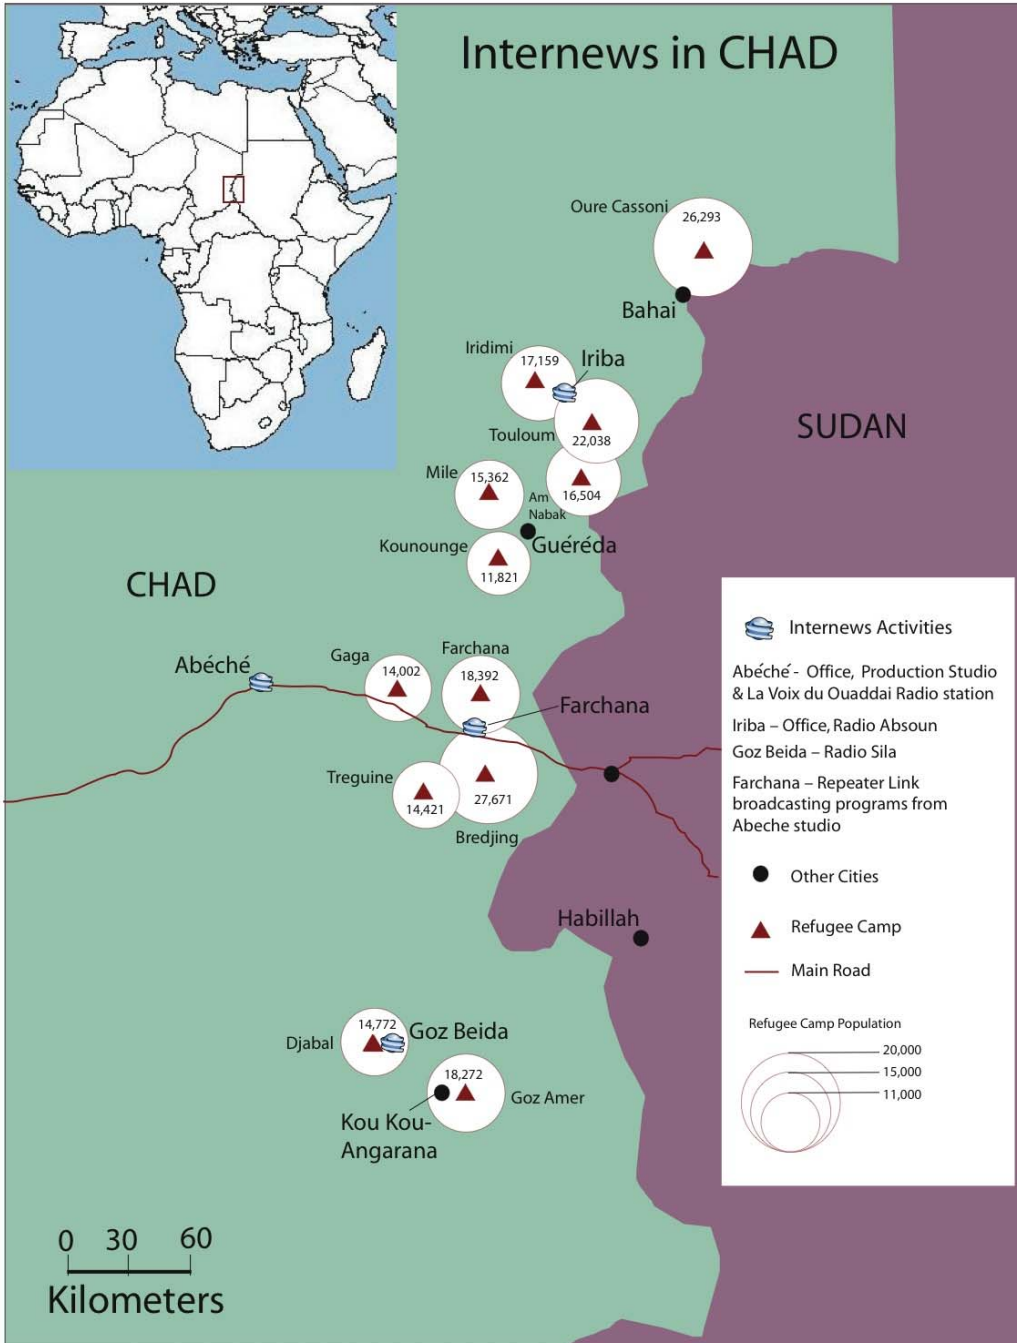 Internews in CHAD
Oure Cassoni
26,293
Bahai
Iridimi
17,159
Iriba
SUDAN
Touloum
22,038
Mile
15,362
Am
Nabak
16,504
Kounounge
Guéréda
11,821
CHAD
Abéché
Gaga
14,002
Farchana
18,392
Farchana
Treguine
14,421
27,671
Bredjing
Habillah
Djabal
14,772
Goz Beida
18,272
Goz Amer
Kou Kou-
Angarana
Internews Activities
Abéché - Office, Production Studio
& La Voix du Ouaddai Radio station
Iriba – Office, Radio Absoun
Goz Beida – Radio Sila
Farchana – Repeater Link
broadcasting programs from
Abeche studio
Other Cities
Refugee Camp
Main Road
Refugee Camp Population
20,000
15,000
11,000
0 30 60
Kilometers